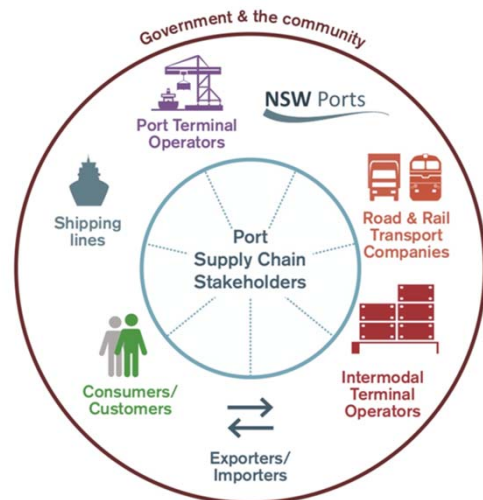 Government & the community
Port Terminal
Operators
NSW Ports
Shipping
lines
Road & Rail
Transport
Companies
Port
Supply Chain
Stakeholders
Consumers/
Customers
Intermodal
Terminal
Operators
Exporters/
Importers